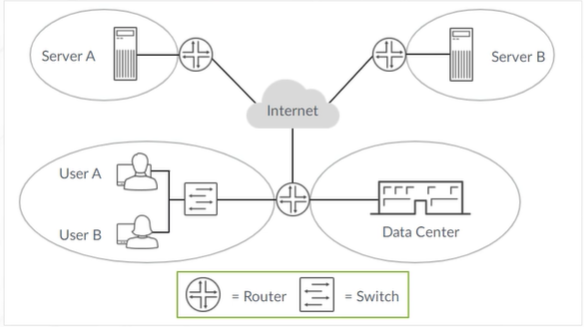 Server A
Server B
Internet
User A
User B
Data Center
= Router
= Switch